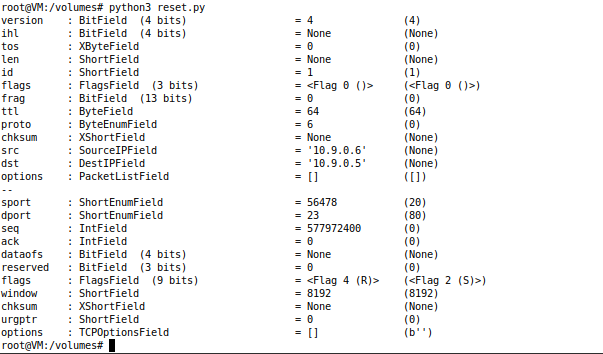 root@VM:/volumes# python3 reset.py
version    : BitField  (4 bits)                  = 4               (4)
ihl        : BitField  (4 bits)                  = None            (None)
tos        : XByteField                          = 0               (0)
len        : ShortField                          = None            (None)
id         : ShortField                          = 1               (1)
flags      : FlagsField  (3 bits)                = <Flag 0 ()>     (<Flag 0 ()>)
frag       : BitField  (13 bits)                 = 0               (0)
ttl        : ByteField                           = 64              (64)
proto      : ByteEnumField                       = 6               (0)
chksum     : XShortField                         = None            (None)
src        : SourceIPField                       = '10.9.0.6'      (None)
dst        : DestIPField                         = '10.9.0.5'      (None)
options    : PacketListField                     = []              ([])
--
sport      : ShortEnumField                      = 56478           (20)
dport      : ShortEnumField                      = 23              (80)
seq        : IntField                            = 577972400       (0)
ack        : IntField                            = 0               (0)
dataofs    : BitField  (4 bits)                  = None            (None)
reserved   : BitField  (3 bits)                  = 0               (0)
flags      : FlagsField  (9 bits)                = <Flag 4 (R)>    (<Flag 2 (S)>)
window     : ShortField                          = 8192            (8192)
chksum     : XShortField                         = None            (None)
urgptr     : ShortField                          = 0               (0)
options    : TCPOptionsField                     = []              (b'')
root@VM:/volumes#